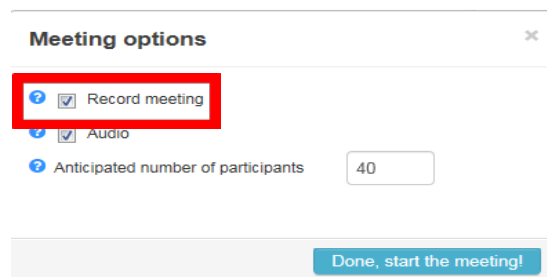 Meeting options
Record meeting
Audio
Anticipated number of participants 40
Done, start the meeting!